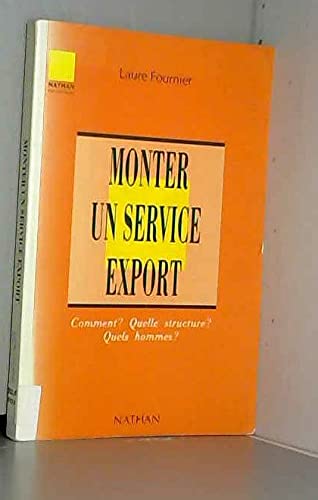 Laure Fournier
NATHAN
MONTER
UN SERVICE
EXPORT
Comment? Quelle structure?
Quels hommes?
NATHAN
MONTER UN SERVICE EXPORT